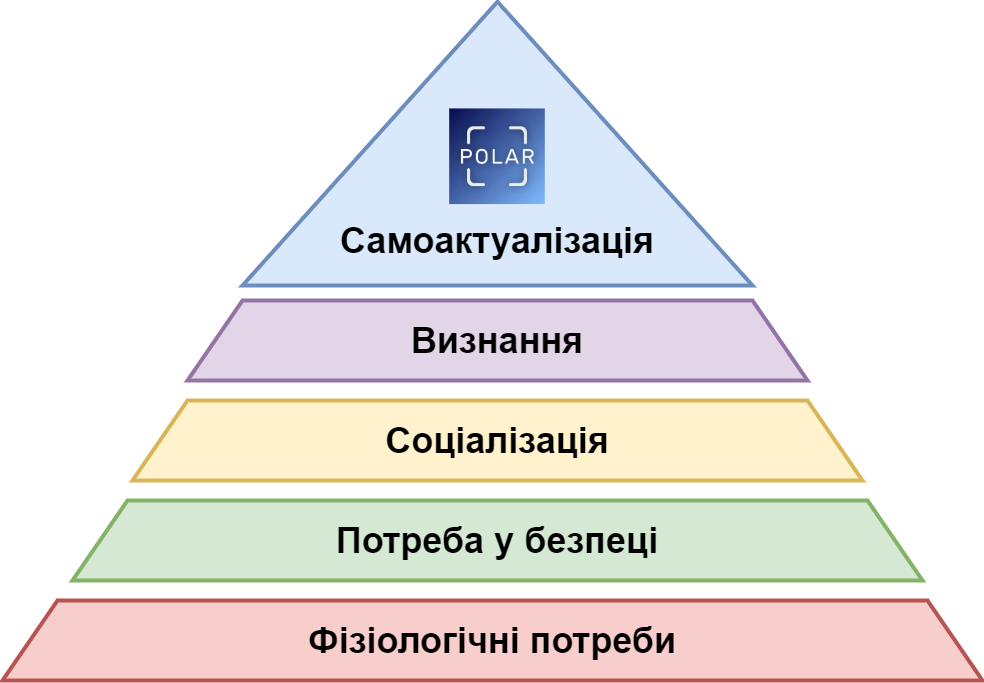 POLAR
Самоактуалізація
Визнання
Соціалізація
Потреба у безпеці
Фізіологічні потреби